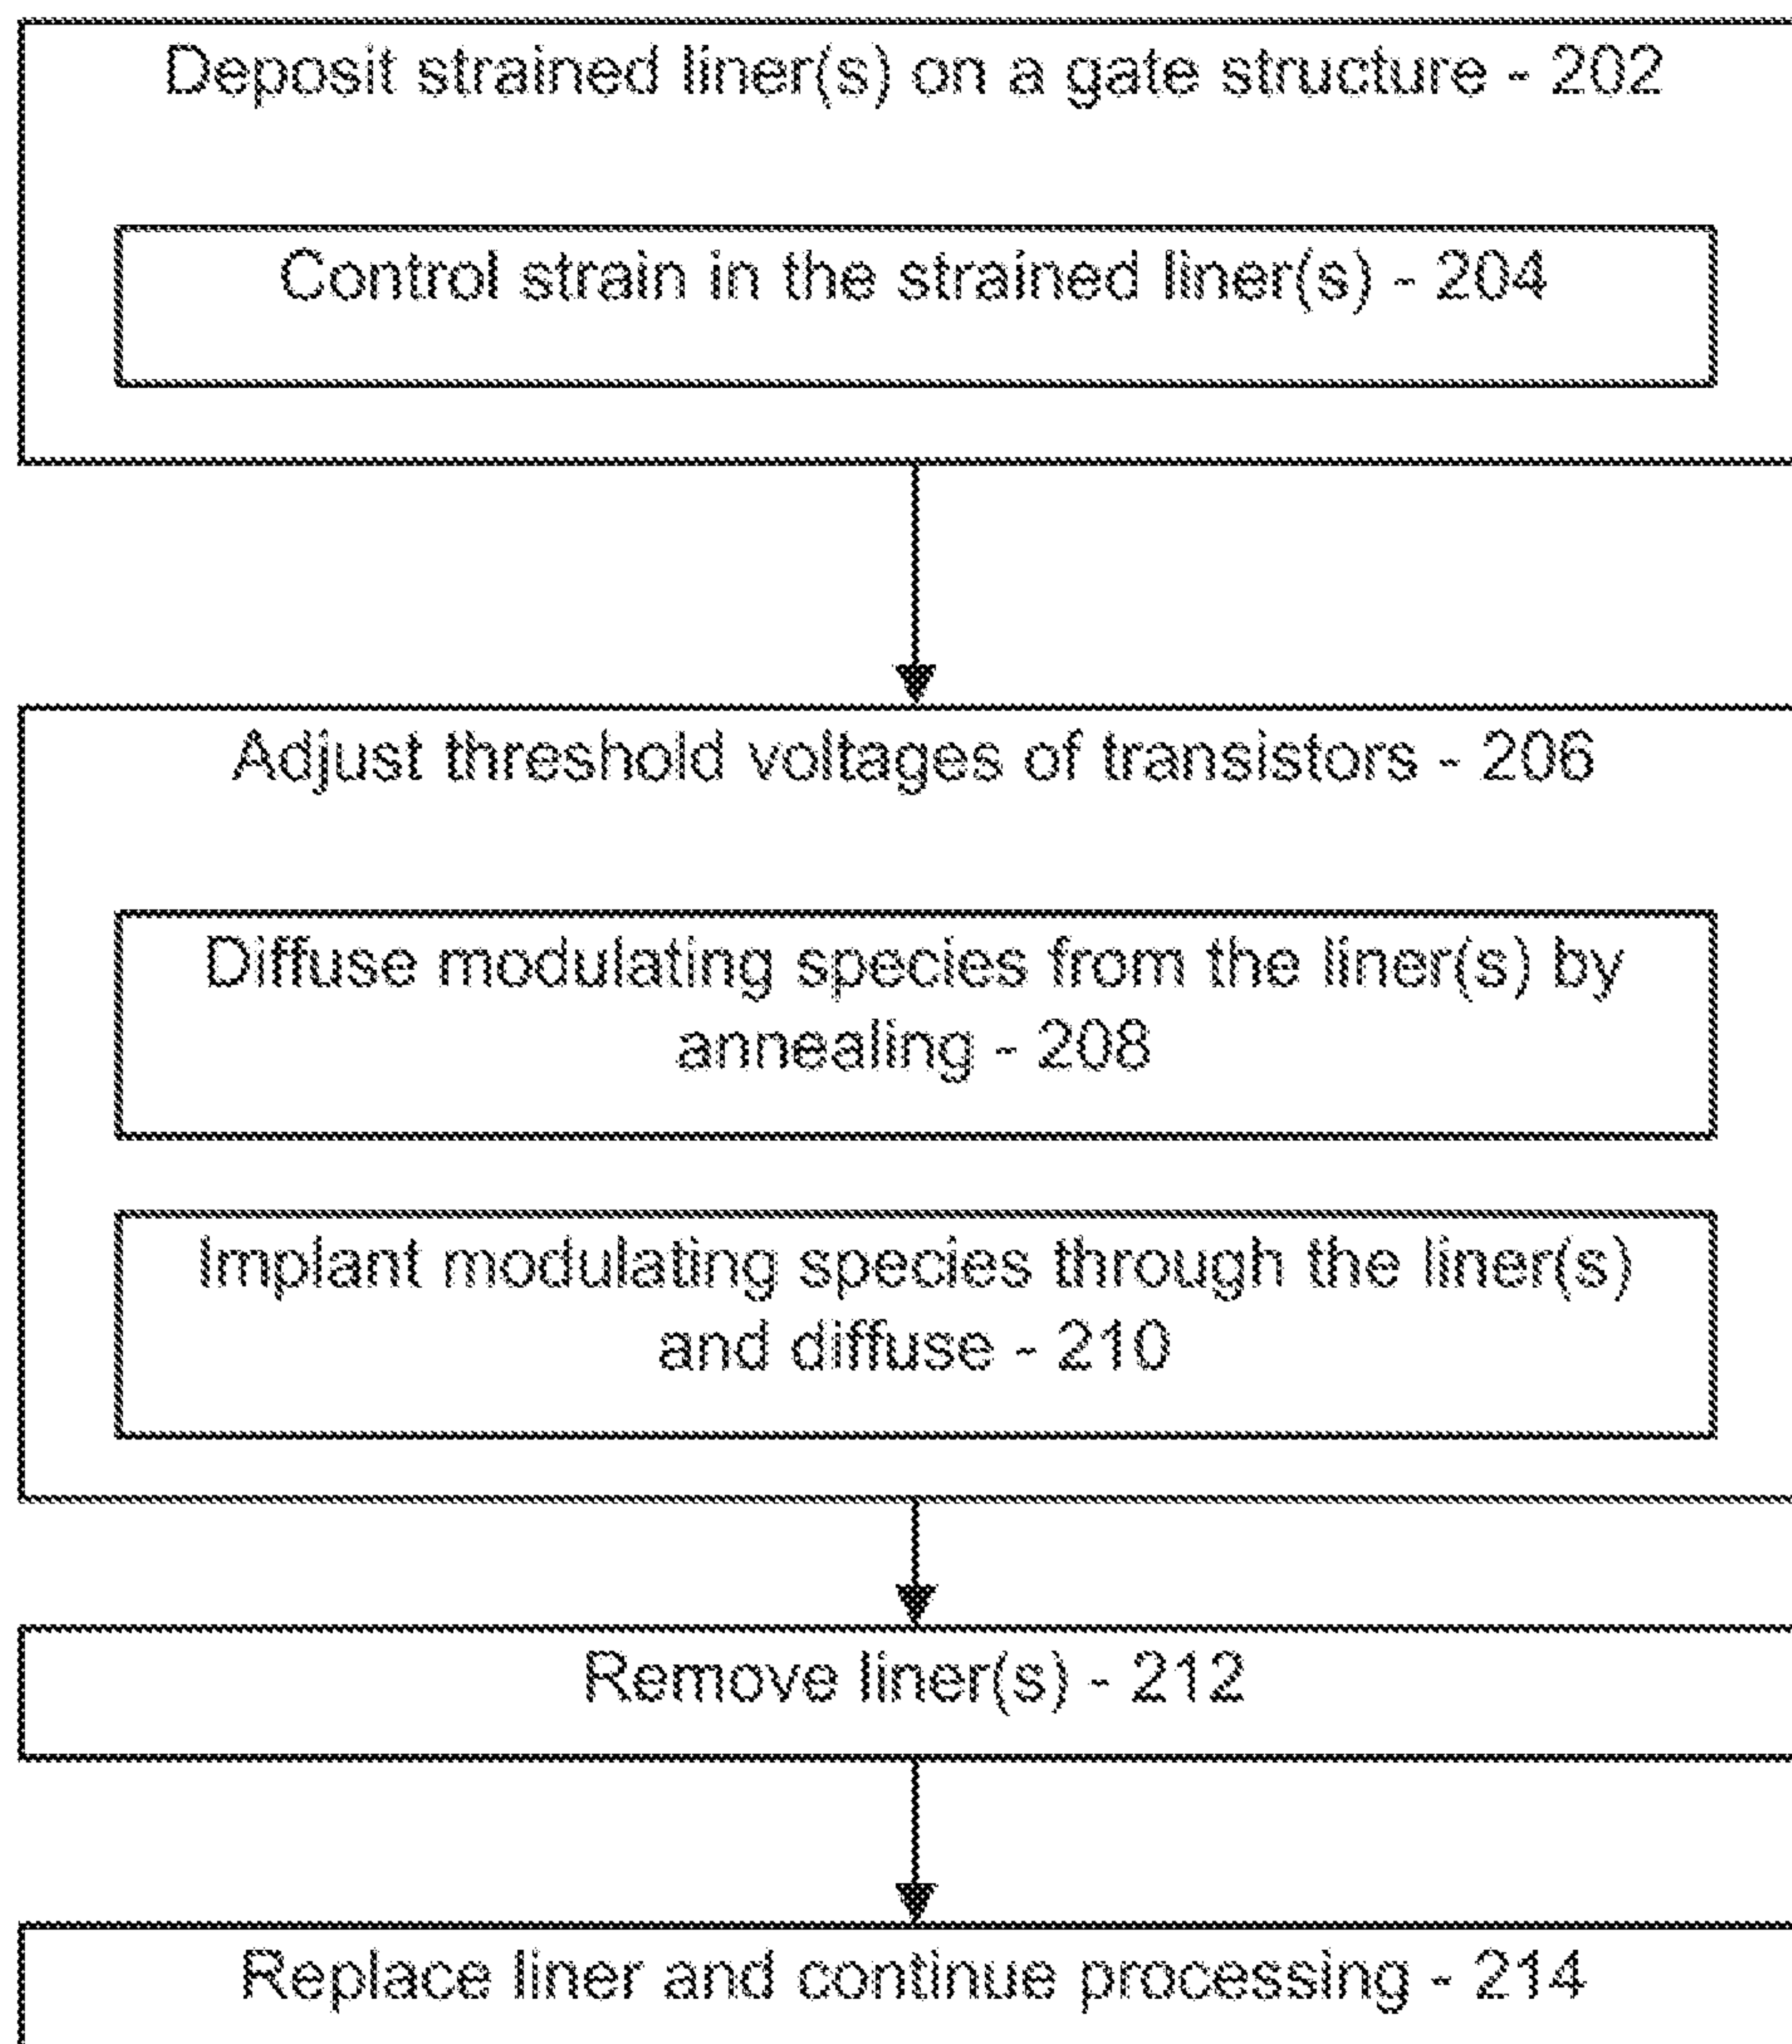 Deposit strained liner(s) on a gate structure - 202
Control strain in the strained liner(s) - 204
Adjust threshold voltages of transistors - 206
Diffuse modulating species from the liner(s) by
annealing - 208
Implant modulating species through the liner(s)
and diffuse - 210
Remove liner(s) - 212
Replace liner and continue processing - 214